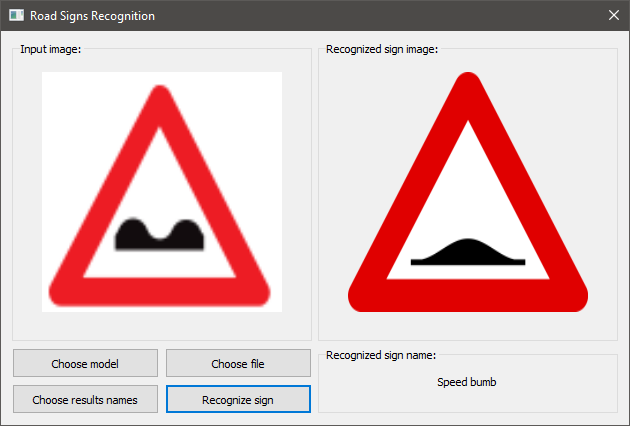 Road Signs Recognition
Input image:
Recognized sign image:
Choose model
Choose file
Recognized sign name:
Speed bumb
Choose results names
Recognize sign